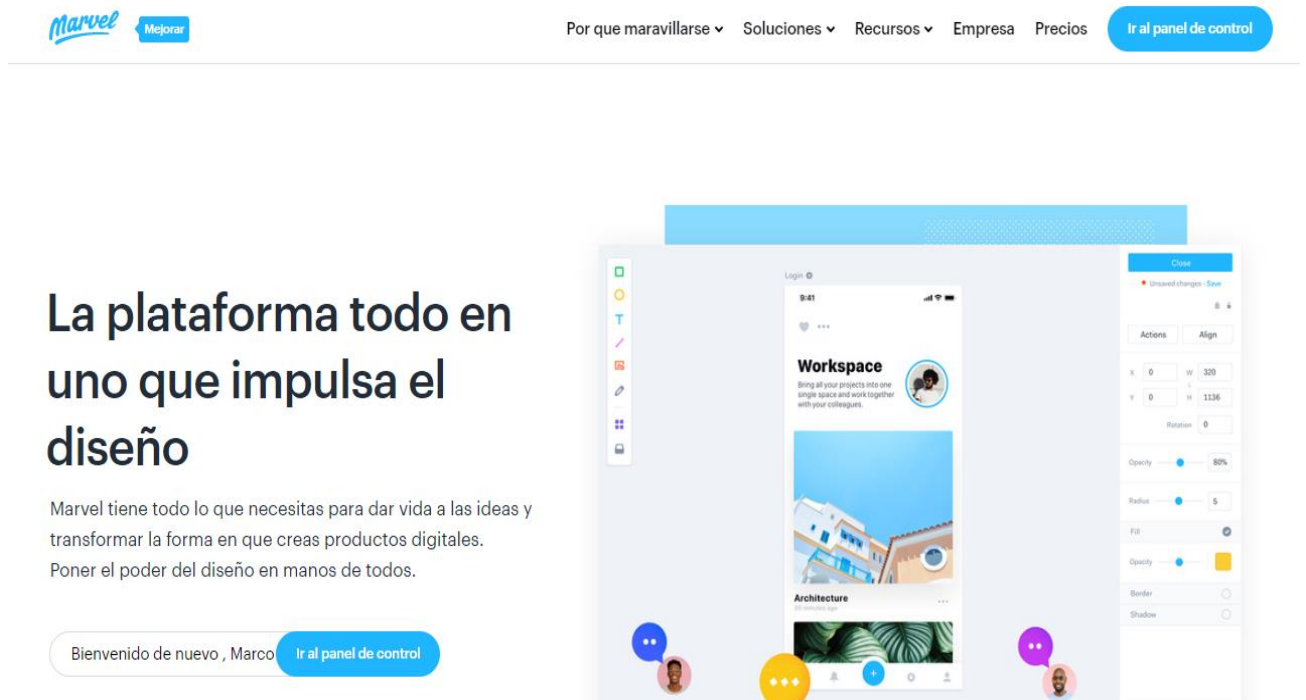 Marvel
Mejorar
Por que maravillarse
Soluciones
Recursos
Empresa
Precios
Ir al panel de control
La plataforma todo en
uno que impulsa el
diseño
Marvel tiene todo lo que necesitas para dar vida a las ideas y
transformar la forma en que creas productos digitales.
Poner el poder del diseño en manos de todos.
Bienvenido de nuevo , Marco
Ir al panel de control
Login
9:41
Workspace
Bring all your projects into one
single space and work together
with your colleagues.
Architecture
20 minutes ago
Close
Unsaved changes - Save
Actions
Align
X 0 W 320
Y 0 H 1136
Rotation 0
Opacity 80%
Radius 5
Fill
Opacity
Border
Shadow